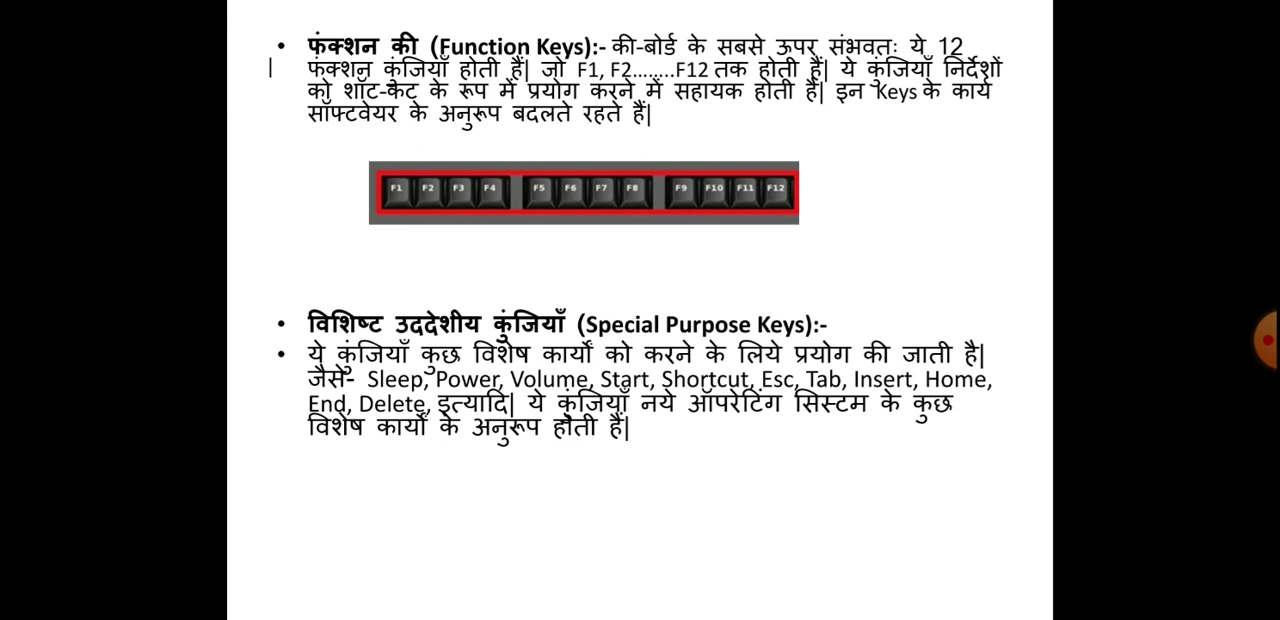 • फंक्शन की (Function Keys):- की-बोर्ड के सबसे ऊपर संभवतः ये 12
| फंक्शन कुंजियाँ होती हैं| जो F1, F2........F12 तक होती हैं| ये कुंजियाँ निर्देशों
को शॉट-कट के रूप में प्रयोग करने में सहायक होती हैं| इन Keys के कार्य
सॉफ्टवेयर के अनुरूप बदलते रहते हैं|
F1 F2 F3 F4 F5 F6 F7 F8 F9 F10 F11 F12
• विशिष्ट उददेशीय कुंजियाँ (Special Purpose Keys):-
• ये कुंजियाँ कुछ विशेष कार्यों को करने के लिये प्रयोग की जाती है|
जैसे- Sleep, Power, Volume, Start, Shortcut, Esc, Tab, Insert, Home,
End, Delete, इत्यादि| ये कुंजियाँ नये ऑपरेटिंग सिस्टम के कुछ
विशेष कार्यों के अनुरूप होती हैं|